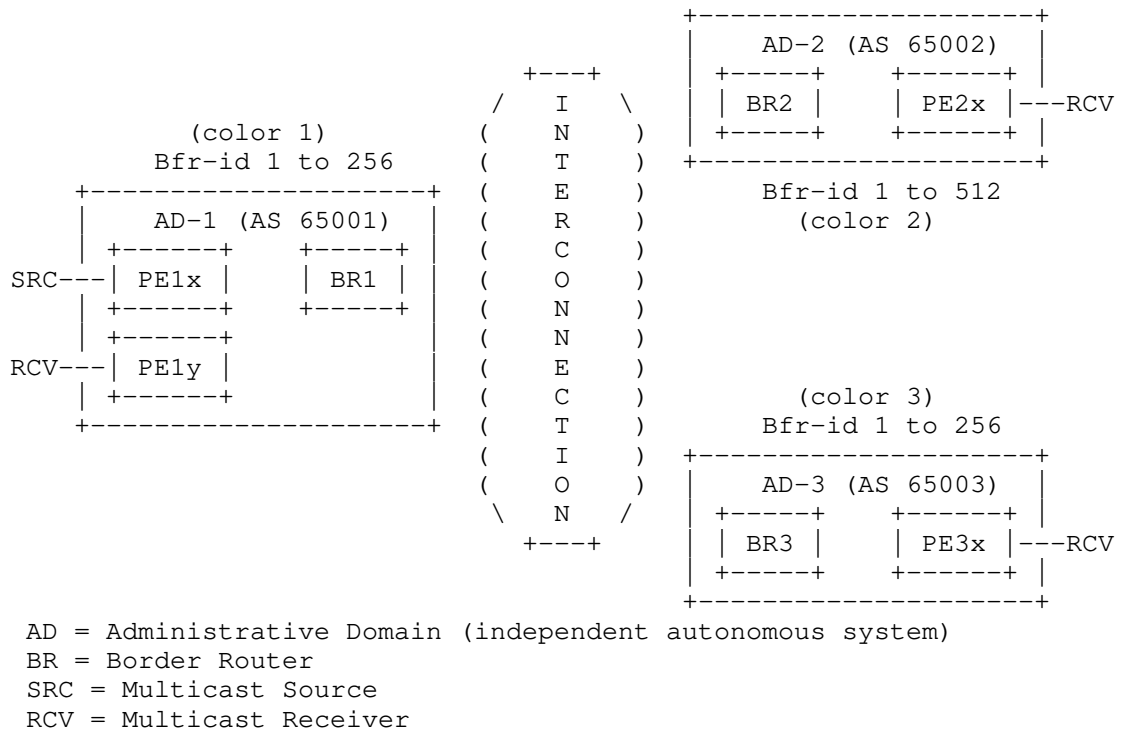 AD-2 (AS 65002)
BR2 PE2x ---RCV
Bfr-id 1 to 512
(color 2)
(color 1)
Bfr-id 1 to 256
AD-1 (AS 65001)
SRC--- PE1x BR1
RCV--- PE1y
I
N
T
E
R
C
O
N
N
E
C
T
I
O
N
(color 3)
Bfr-id 1 to 256
AD-3 (AS 65003)
BR3 PE3x ---RCV
AD = Administrative Domain (independent autonomous system)
BR = Border Router
SRC = Multicast Source
RCV = Multicast Receiver